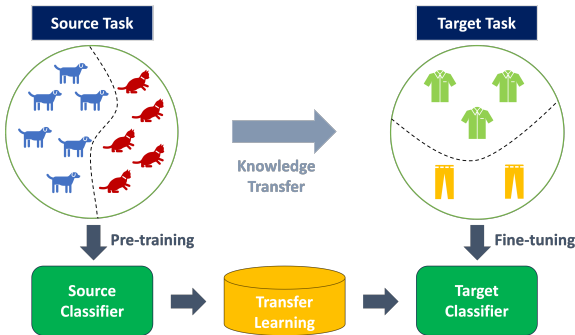 Source Task
Target Task
Knowledge
Transfer
Pre-training
Fine-tuning
Source
Classifier
Transfer
Learning
Target
Classifier